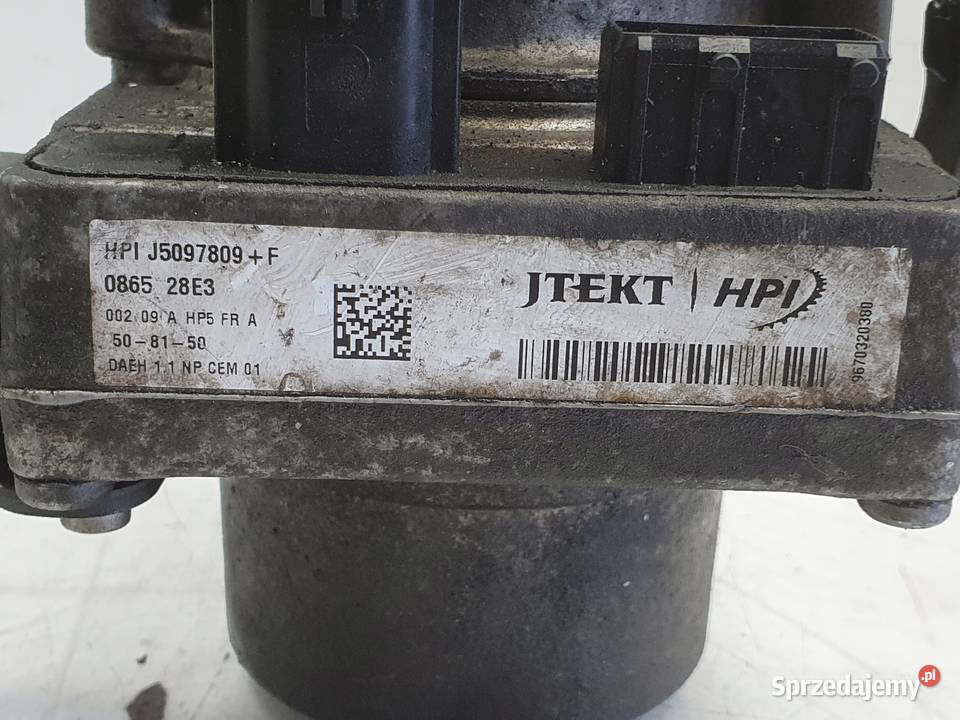 HPI J5097809+F
0865 28E3
002.09 A HP5 FR A
50-81-50
DAEH 1.1 NP CEM 01
JTEKT | HPI
9670320380
Sprzedajemy.pl